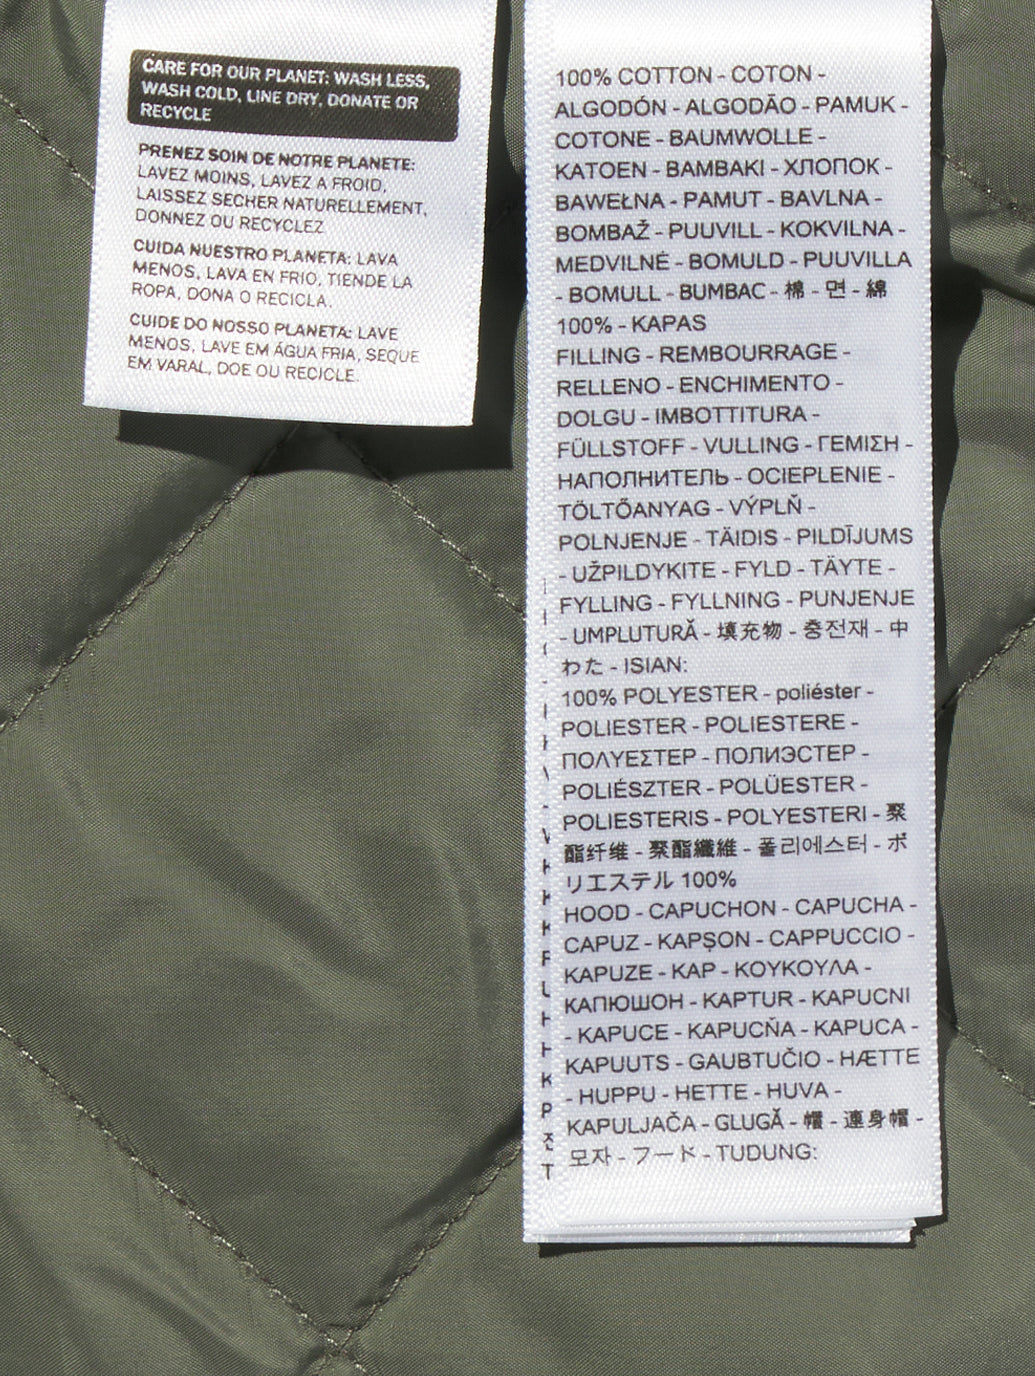 CARE FOR OUR PLANET: WASH LESS,
WASH COLD, LINE DRY, DONATE OR
RECYCLE
PRENEZ SOIN DE NOTRE PLANETE:
LAVEZ MOINS, LAVEZ A FROID,
LAISSEZ SECHER NATURELLEMENT,
DONNEZ OU RECYCLEZ
CUIDA NUESTRO PLANETA: LAVA
MENOS, LAVA EN FRIO, TIENDE LA
ROPA, DONA O RECICLA.
CUIDE DO NOSSO PLANETA: LAVE
MENOS, LAVE EM ÁGUA FRIA, SEQUE
EM VARAL, DOE OU RECICLE.
100% COTTON - COTON -
ALGODÓN - ALGODÃO - PAMUK -
COTONE - BAUMWOLLE -
KATOEN - BAMBAKI - ХЛОПОК -
BAWEŁNA - PAMUT - BAVLNA -
BOMBAŽ - PUUVILL - KOKVILNA -
MEDVILNĖ - BOMULD - PUUVILLA
- BOMULL - BUMBAC - 棉 - 면 - 綿
100% - KAPAS
FILLING - REMBOURRAGE -
RELLENO - ENCHIMENTO -
DOLGU - IMBOTTITURA -
FÜLLSTOFF - VULLING - ΓΕΜΙΣΗ -
НАПОЛНИТЕЛЬ - OCIEPLENIE -
TÖLTŐANYAG - VÝPLŇ -
POLNJENJE - TÄIDIS - PILDĪJUMS
- UŽPILDYKITE - FYLD - TÄYTE -
FYLLING - FYLLNING - PUNJENJE
- UMPLUTURĂ - 填充物 - 충전재 - 中
わた - ISIAN:
100% POLYESTER - poliéster -
POLIESTER - POLIESTERE -
ΠΟΛΥΕΣΤΕΡ - ПОЛИЭСТЕР -
POLIÉSZTER - POLÜESTER -
POLIESTERIS - POLYESTERI - 聚
酯纤维 - 聚酯纖維 - 폴리에스터 - ポ
リエステル 100%
HOOD - CAPUCHON - CAPUCHA -
CAPUZ - KAPŞON - CAPPUCCIO -
KAPUZE - KAP - ΚΟΥΚΟΥΛΑ -
КАПЮШОН - KAPTUR - KAPUCNI
- KAPUCE - KAPUCŇA - KAPUCA -
KAPUUTS - GAUBTUČIO - HÆTTE
- HUPPU - HETTE - HUVA -
KAPULJAČA - GLUGĂ - 帽 - 連身帽 -
모자 - フード - TUDUNG: